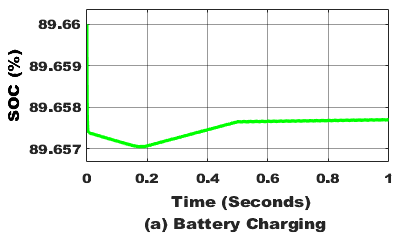 SOC (%)
89.66
89.659
89.658
89.657
0 0.2 0.4 0.6 0.8 1
Time (Seconds)
(a) Battery Charging